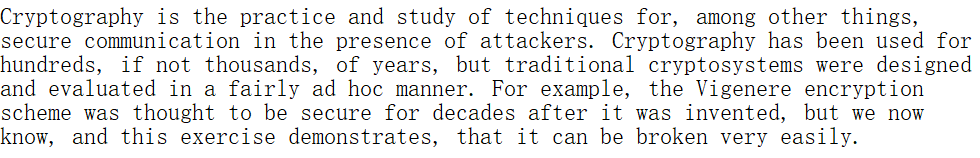 Cryptography is the practice and study of techniques for, among other things,
secure communication in the presence of attackers. Cryptography has been used for
hundreds, if not thousands, of years, but traditional cryptosystems were designed
and evaluated in a fairly ad hoc manner. For example, the Vigenere encryption
scheme was thought to be secure for decades after it was invented, but we now
know, and this exercise demonstrates, that it can be broken very easily.